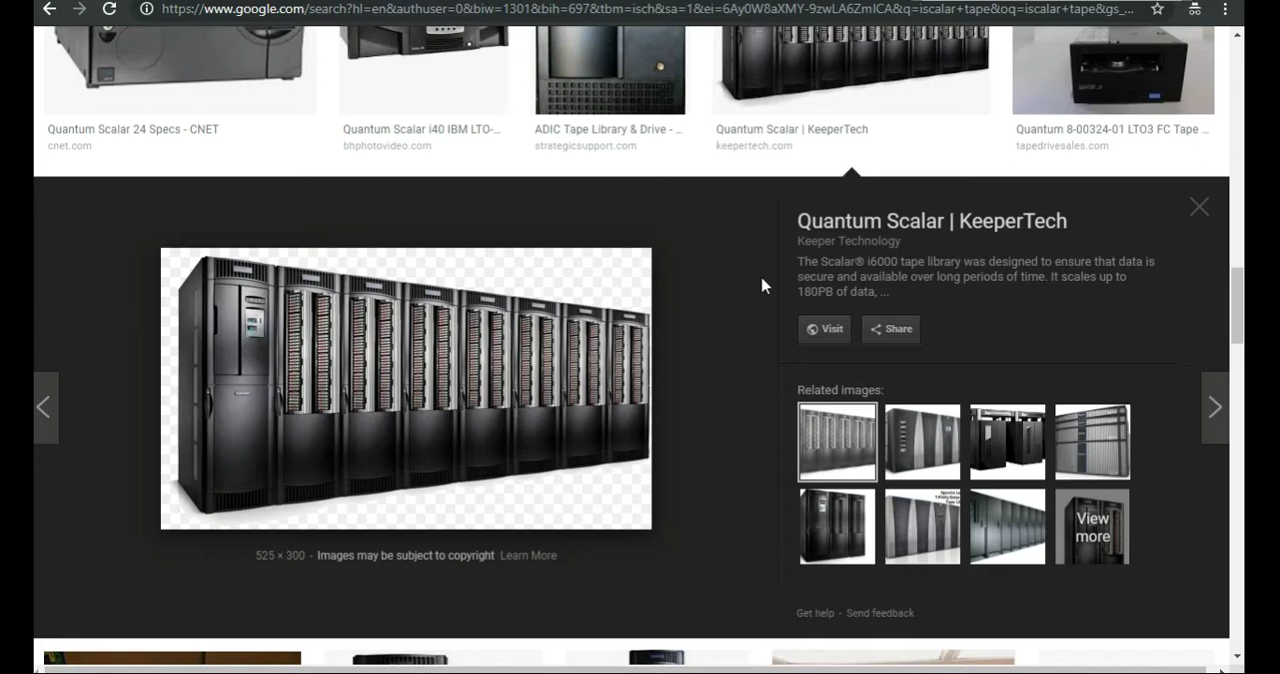 https://www.google.com/search?hl=en&authuser=0&biw=1301&bih=697&tbm=isch&sa=1&ei=6Ay0W8aXMY-9zwLA6ZmICA&q=iscalar+tape&oq=iscalar+tape&gs_...
Quantum Scalar 24 Specs - CNET
cnet.com
Quantum Scalar i40 IBM LTO-...
bhphotovideo.com
ADIC Tape Library & Drive - ...
strategicsupport.com
Quantum Scalar | KeeperTech
keepertech.com
Quantum 8-00324-01 LTO3 FC Tape ...
tapedrivesales.com
Quantum Scalar | KeeperTech
Keeper Technology
The Scalar® i6000 tape library was designed to ensure that data is
secure and available over long periods of time. It scales up to
180PB of data, ...
Visit
Share
Related images:
View
more
525 × 300 - Images may be subject to copyright Learn More
Get help - Send feedback